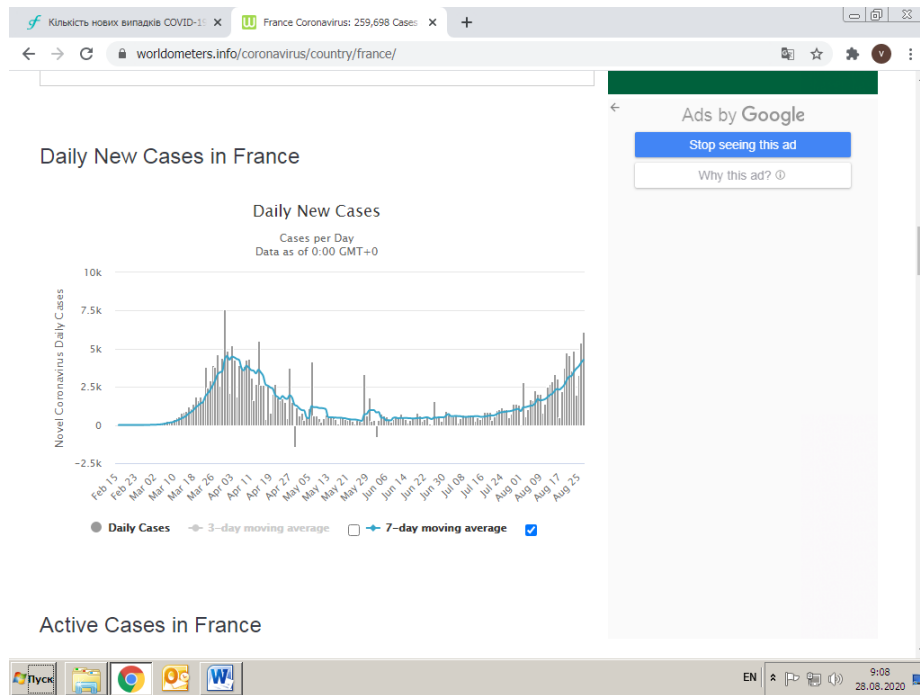 Кількість нових випадків COVID-19
France Coronavirus: 259,698 Cases
worldometers.info/coronavirus/country/france/
V
Ads by Google
Stop seeing this ad
Why this ad?
Daily New Cases in France
Daily New Cases
Cases per Day
Data as of 0:00 GMT+0
Novel Coronavirus Daily Cases
10k
7.5k
5k
2.5k
0
−2.5k
Feb 15
Feb 23
Mar 02
Mar 10
Mar 18
Mar 26
Apr 03
Apr 11
Apr 19
Apr 27
May 05
May 13
May 21
May 29
Jun 06
Jun 14
Jun 22
Jun 30
Jul 08
Jul 16
Jul 24
Aug 01
Aug 09
Aug 17
Aug 25
Daily Cases
3-day moving average
7-day moving average
Active Cases in France
Пуск
EN
9:08
28.08.2020